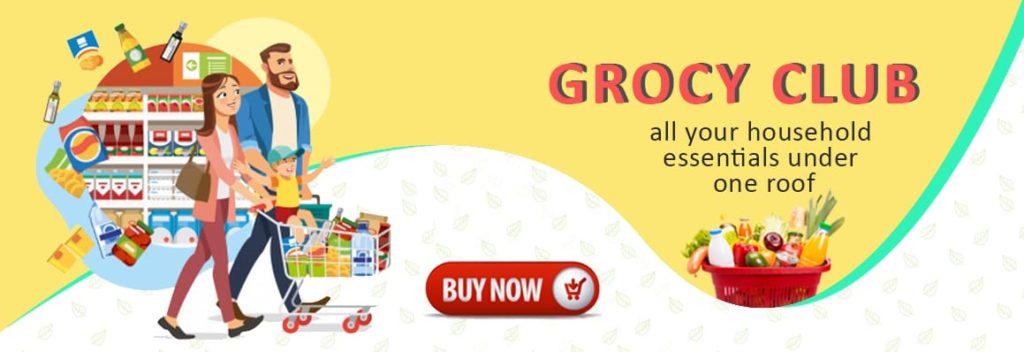 GROCY CLUB
all your household
essentials under
one roof
BUY NOW